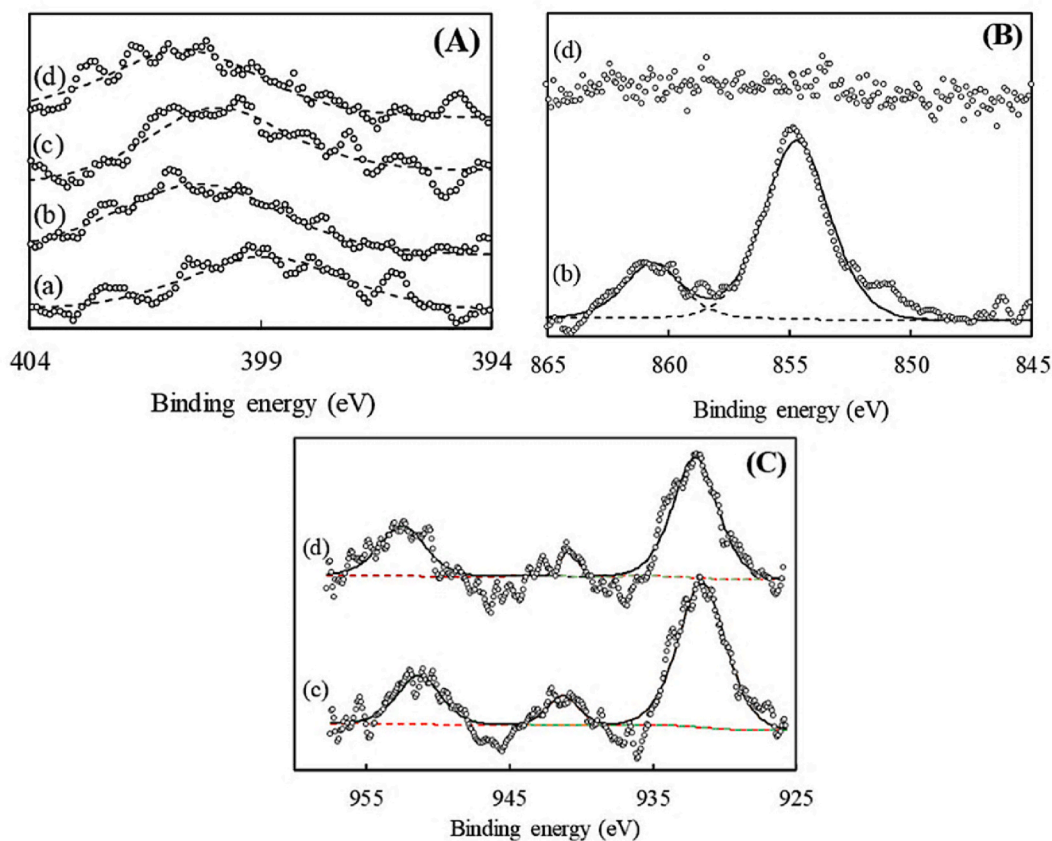 (A)
(d)
(c)
(b)
(a)
404 399 394
Binding energy (eV)
(B)
(d)
(b)
865 860 855 850 845
Binding energy (eV)
(C)
(d)
(c)
955 945 935 925
Binding energy (eV)